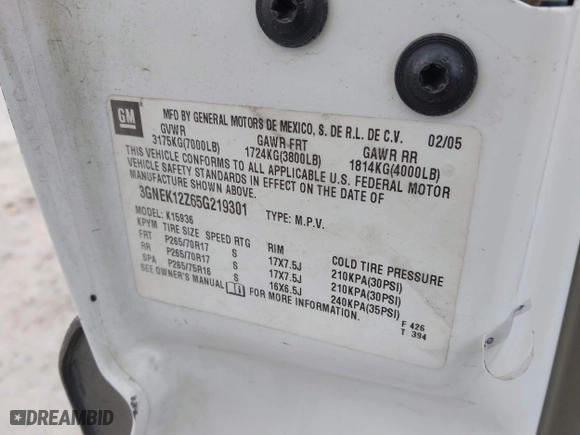 GM
MFD BY GENERAL MOTORS DE MEXICO, S. DE R.L. DE C.V. 02/05
GVWR GAWR FRT GAWR RR
3175KG(7000LB) 1724KG(3800LB) 1814KG(4000LB)
THIS VEHICLE CONFORMS TO ALL APPLICABLE U.S. FEDERAL MOTOR
VEHICLE SAFETY STANDARDS IN EFFECT ON THE DATE OF
MANUFACTURE SHOWN ABOVE.
3GNEK12Z65G219301 TYPE: M.P.V.
MODEL: K15936
KPYM TIRE SIZE SPEED RTG RIM COLD TIRE PRESSURE
FRT P265/70R17 S 17X7.5J 210KPA(30PSI)
RR P265/70R17 S 17X7.5J 210KPA(30PSI)
SPA P265/75R16 S 16X6.5J 240KPA(35PSI)
SEE OWNER'S MANUAL FOR MORE INFORMATION.
F 426
T 394
DREAMBID